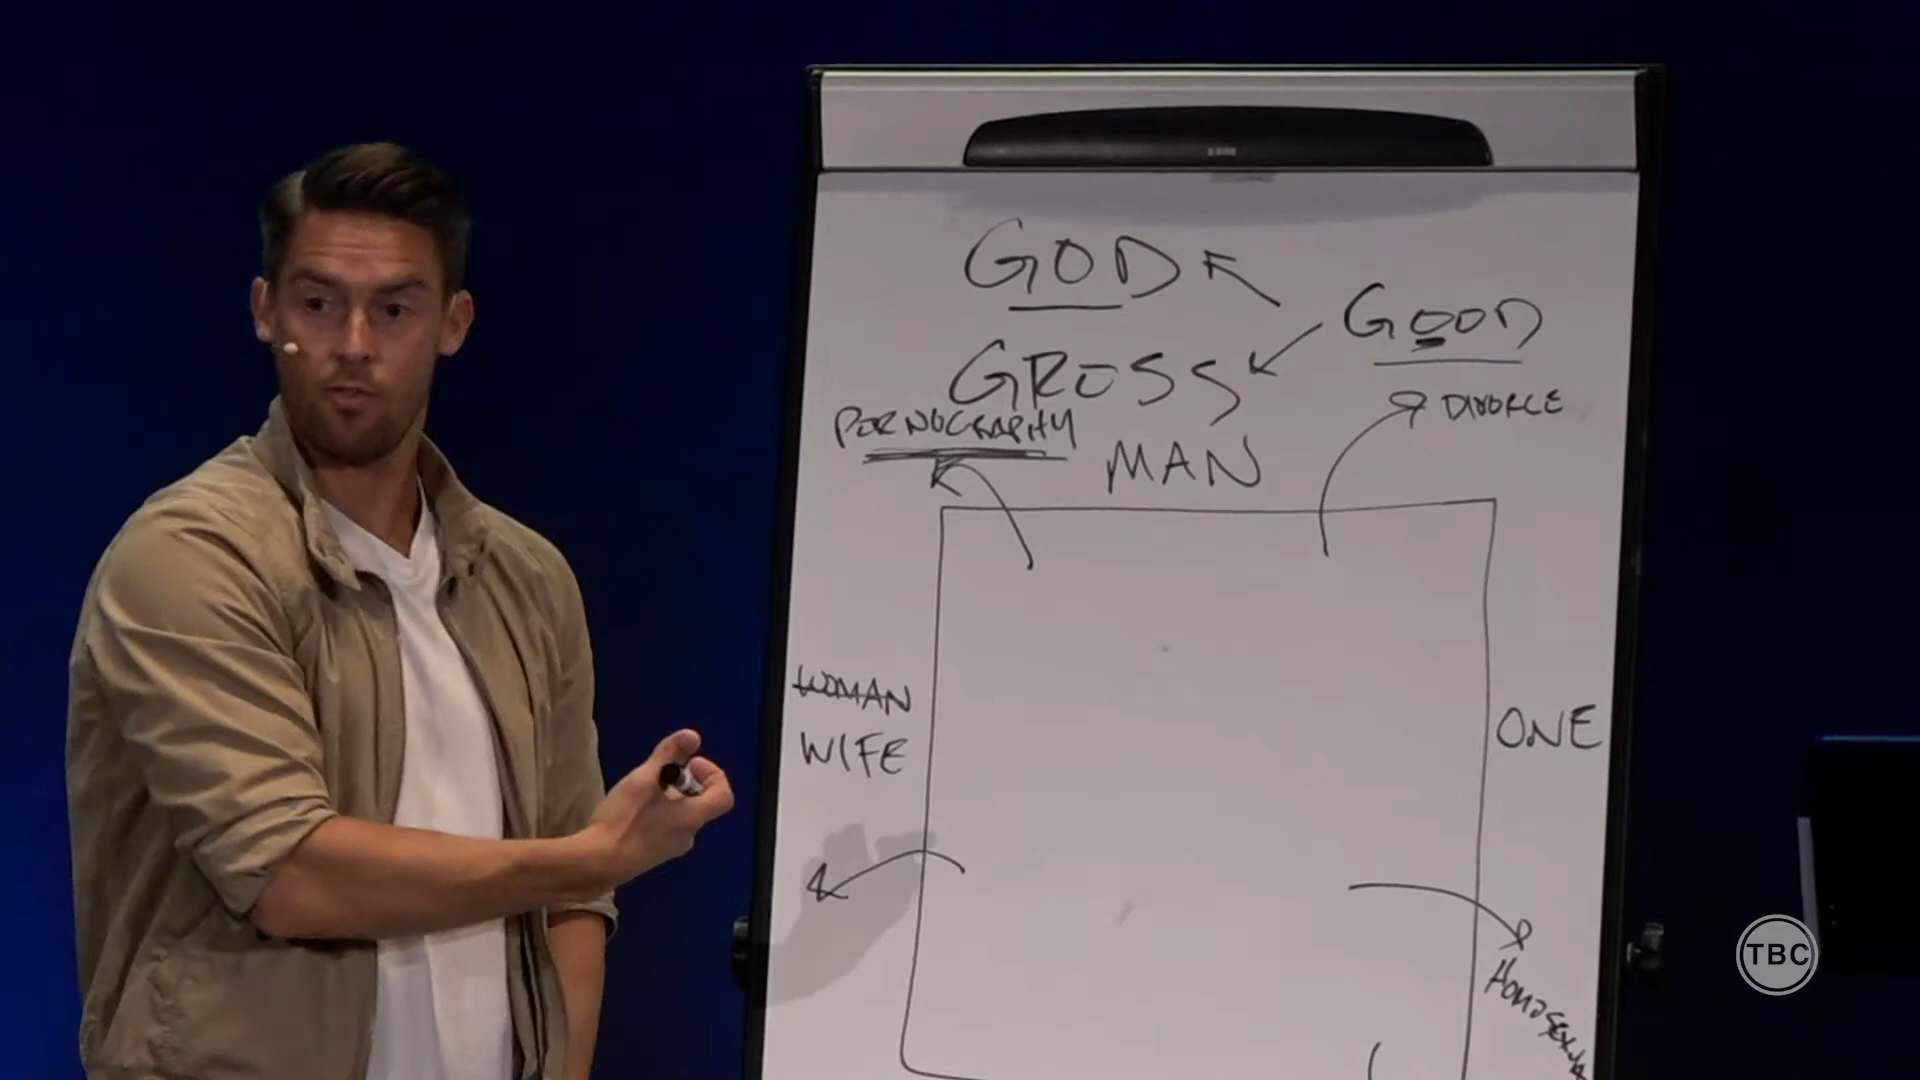 GOD
GOOD
GROSS
DIVORCE
PORNOGRAPHY
MAN
WOMAN
WIFE
ONE
TBC